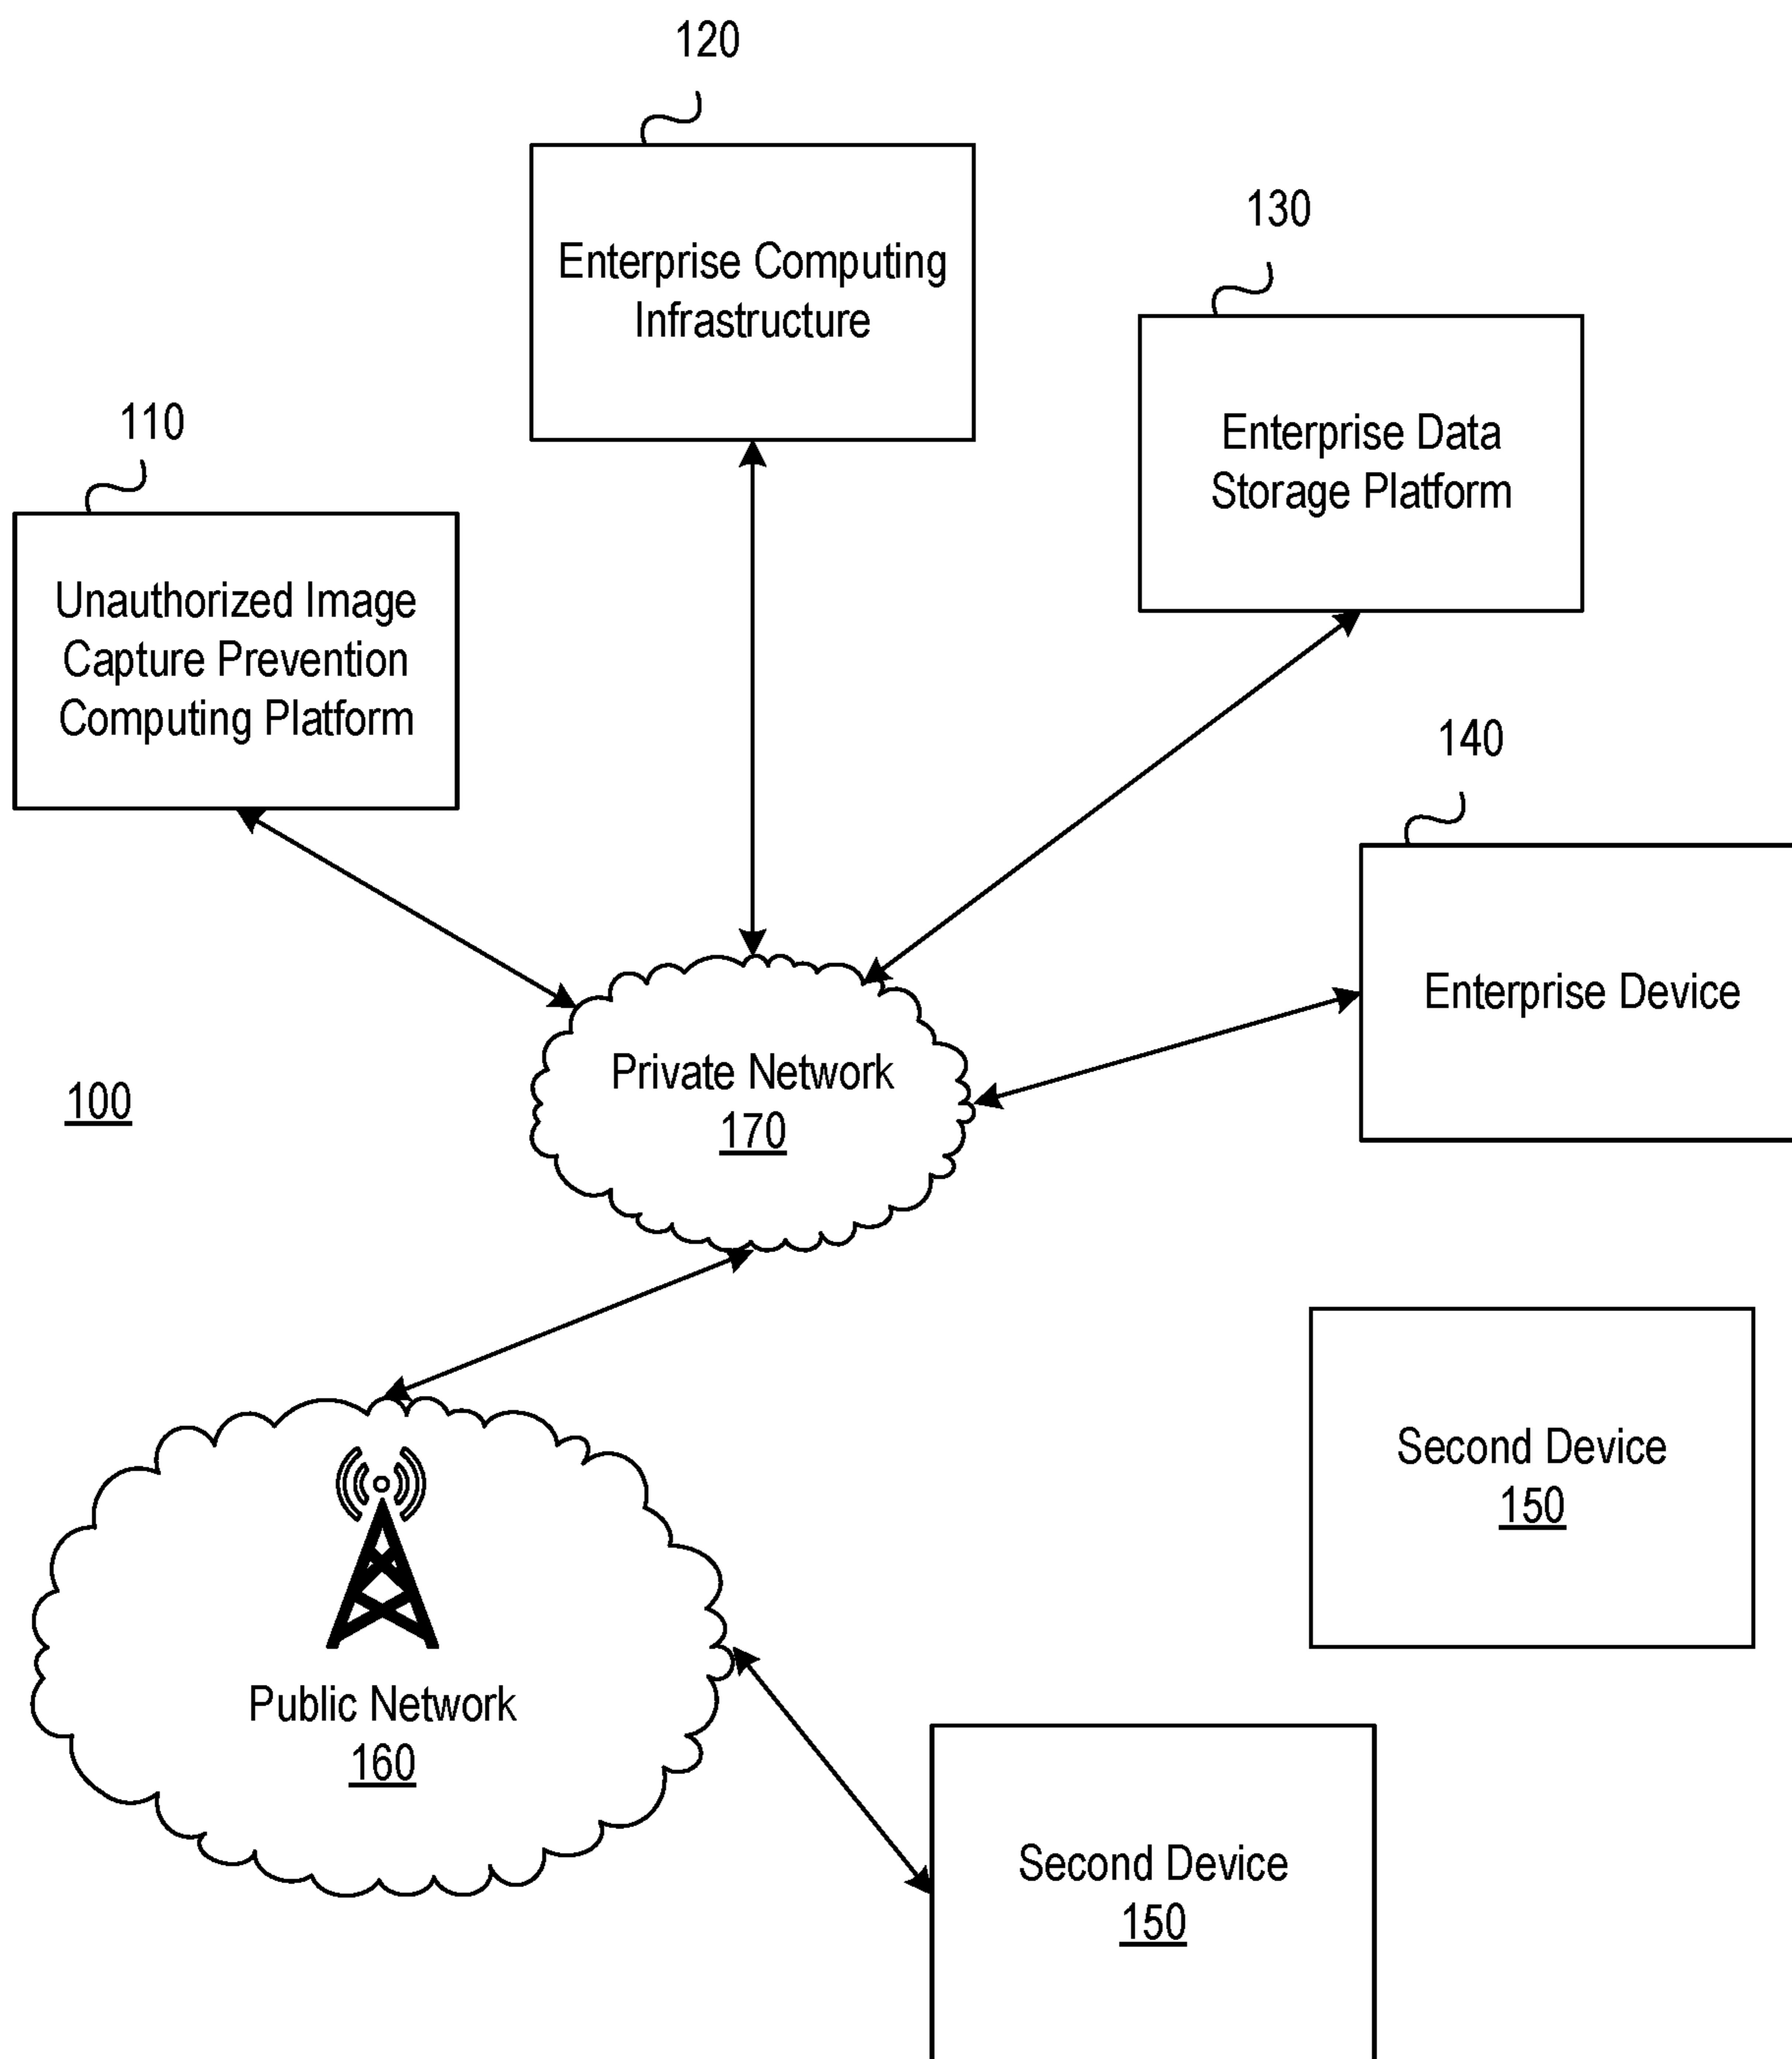 120
Enterprise Computing
Infrastructure
130
Enterprise Data
Storage Platform
110
Unauthorized Image
Capture Prevention
Computing Platform
140
Enterprise Device
Private Network
170
100
Second Device
150
Public Network
160
Second Device
150